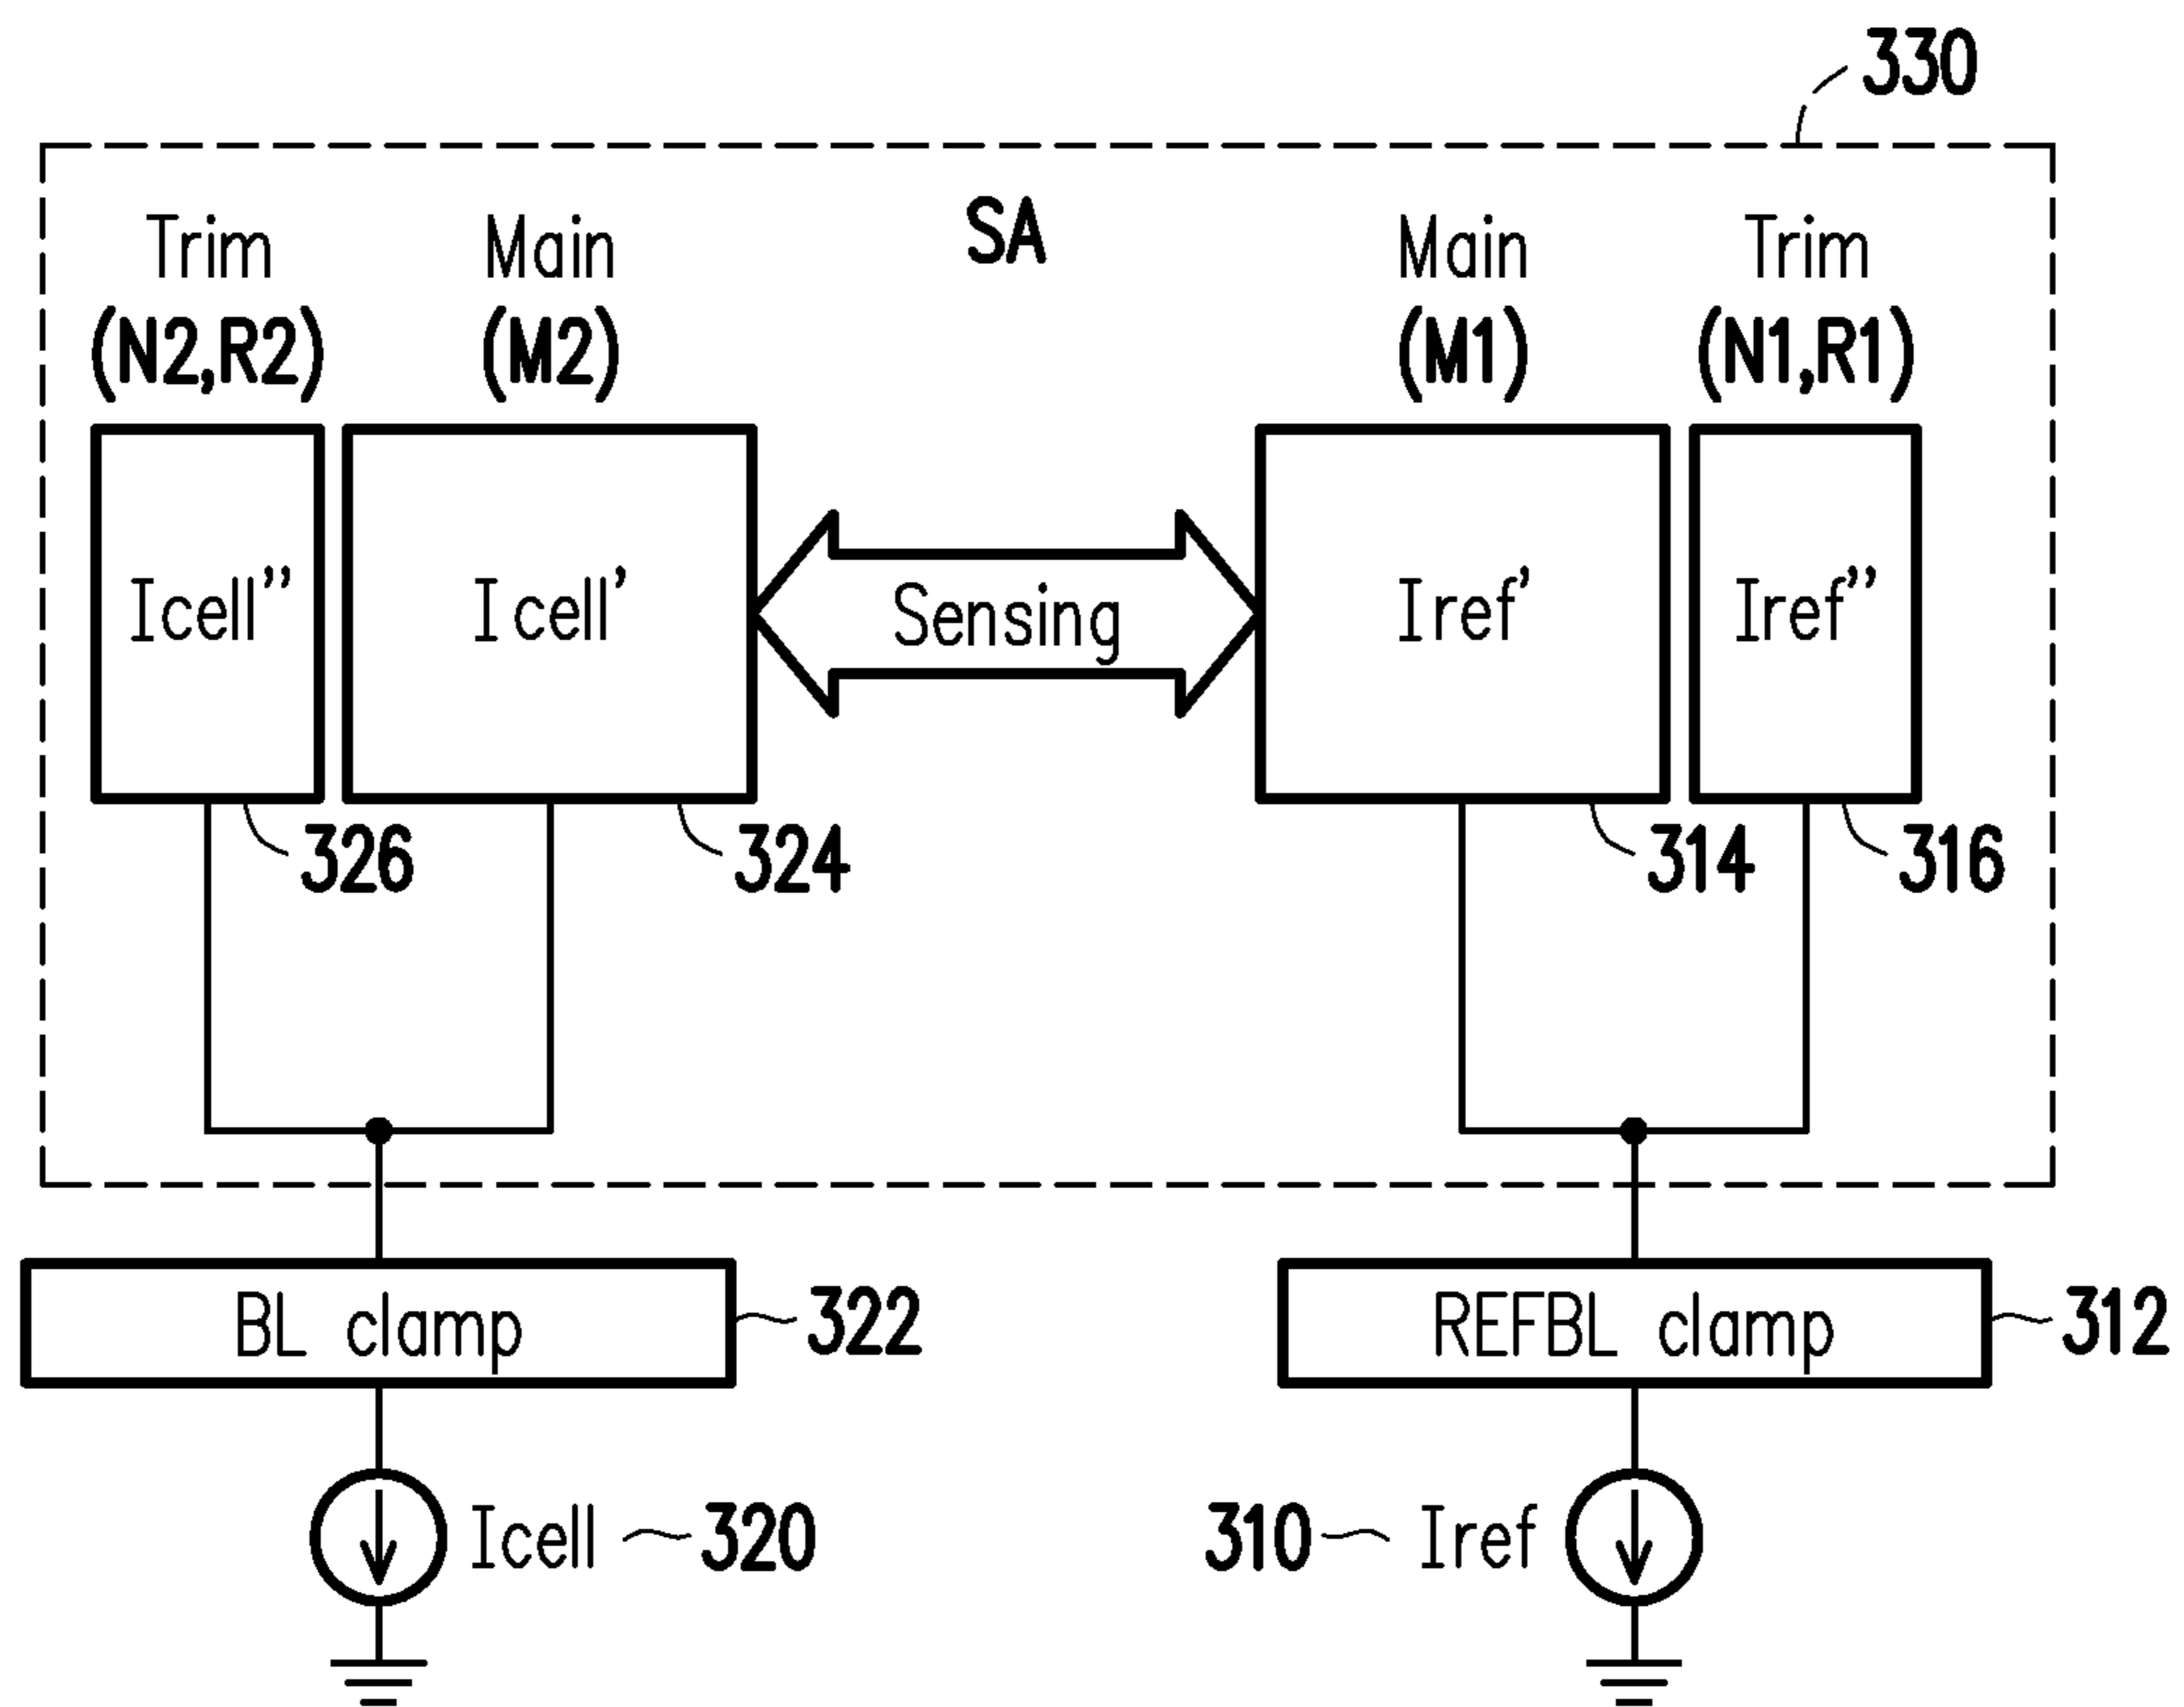 330
SA
Trim
(N2,R2)
Main
(M2)
Main
(M1)
Trim
(N1,R1)
Icell”
Icell’
Sensing
Iref’
Iref”
326
324
314
316
BL clamp
322
REFBL clamp
312
Icell
320
310
Iref